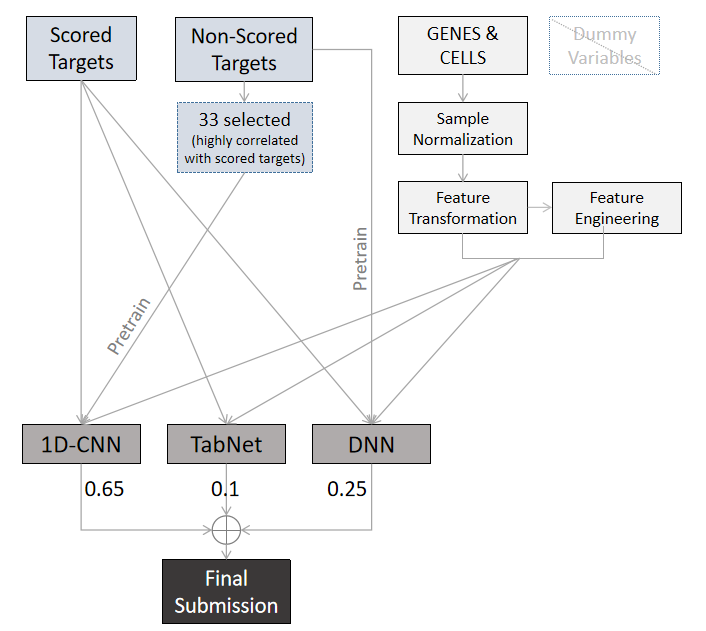 Scored
Targets
Non-Scored
Targets
GENES &
CELLS
Dummy
Variables
33 selected
(highly correlated
with scored targets)
Sample
Normalization
Feature
Transformation
Feature
Engineering
Pretrain
Pretrain
1D-CNN
TabNet
DNN
0.65
0.1
0.25
Final
Submission